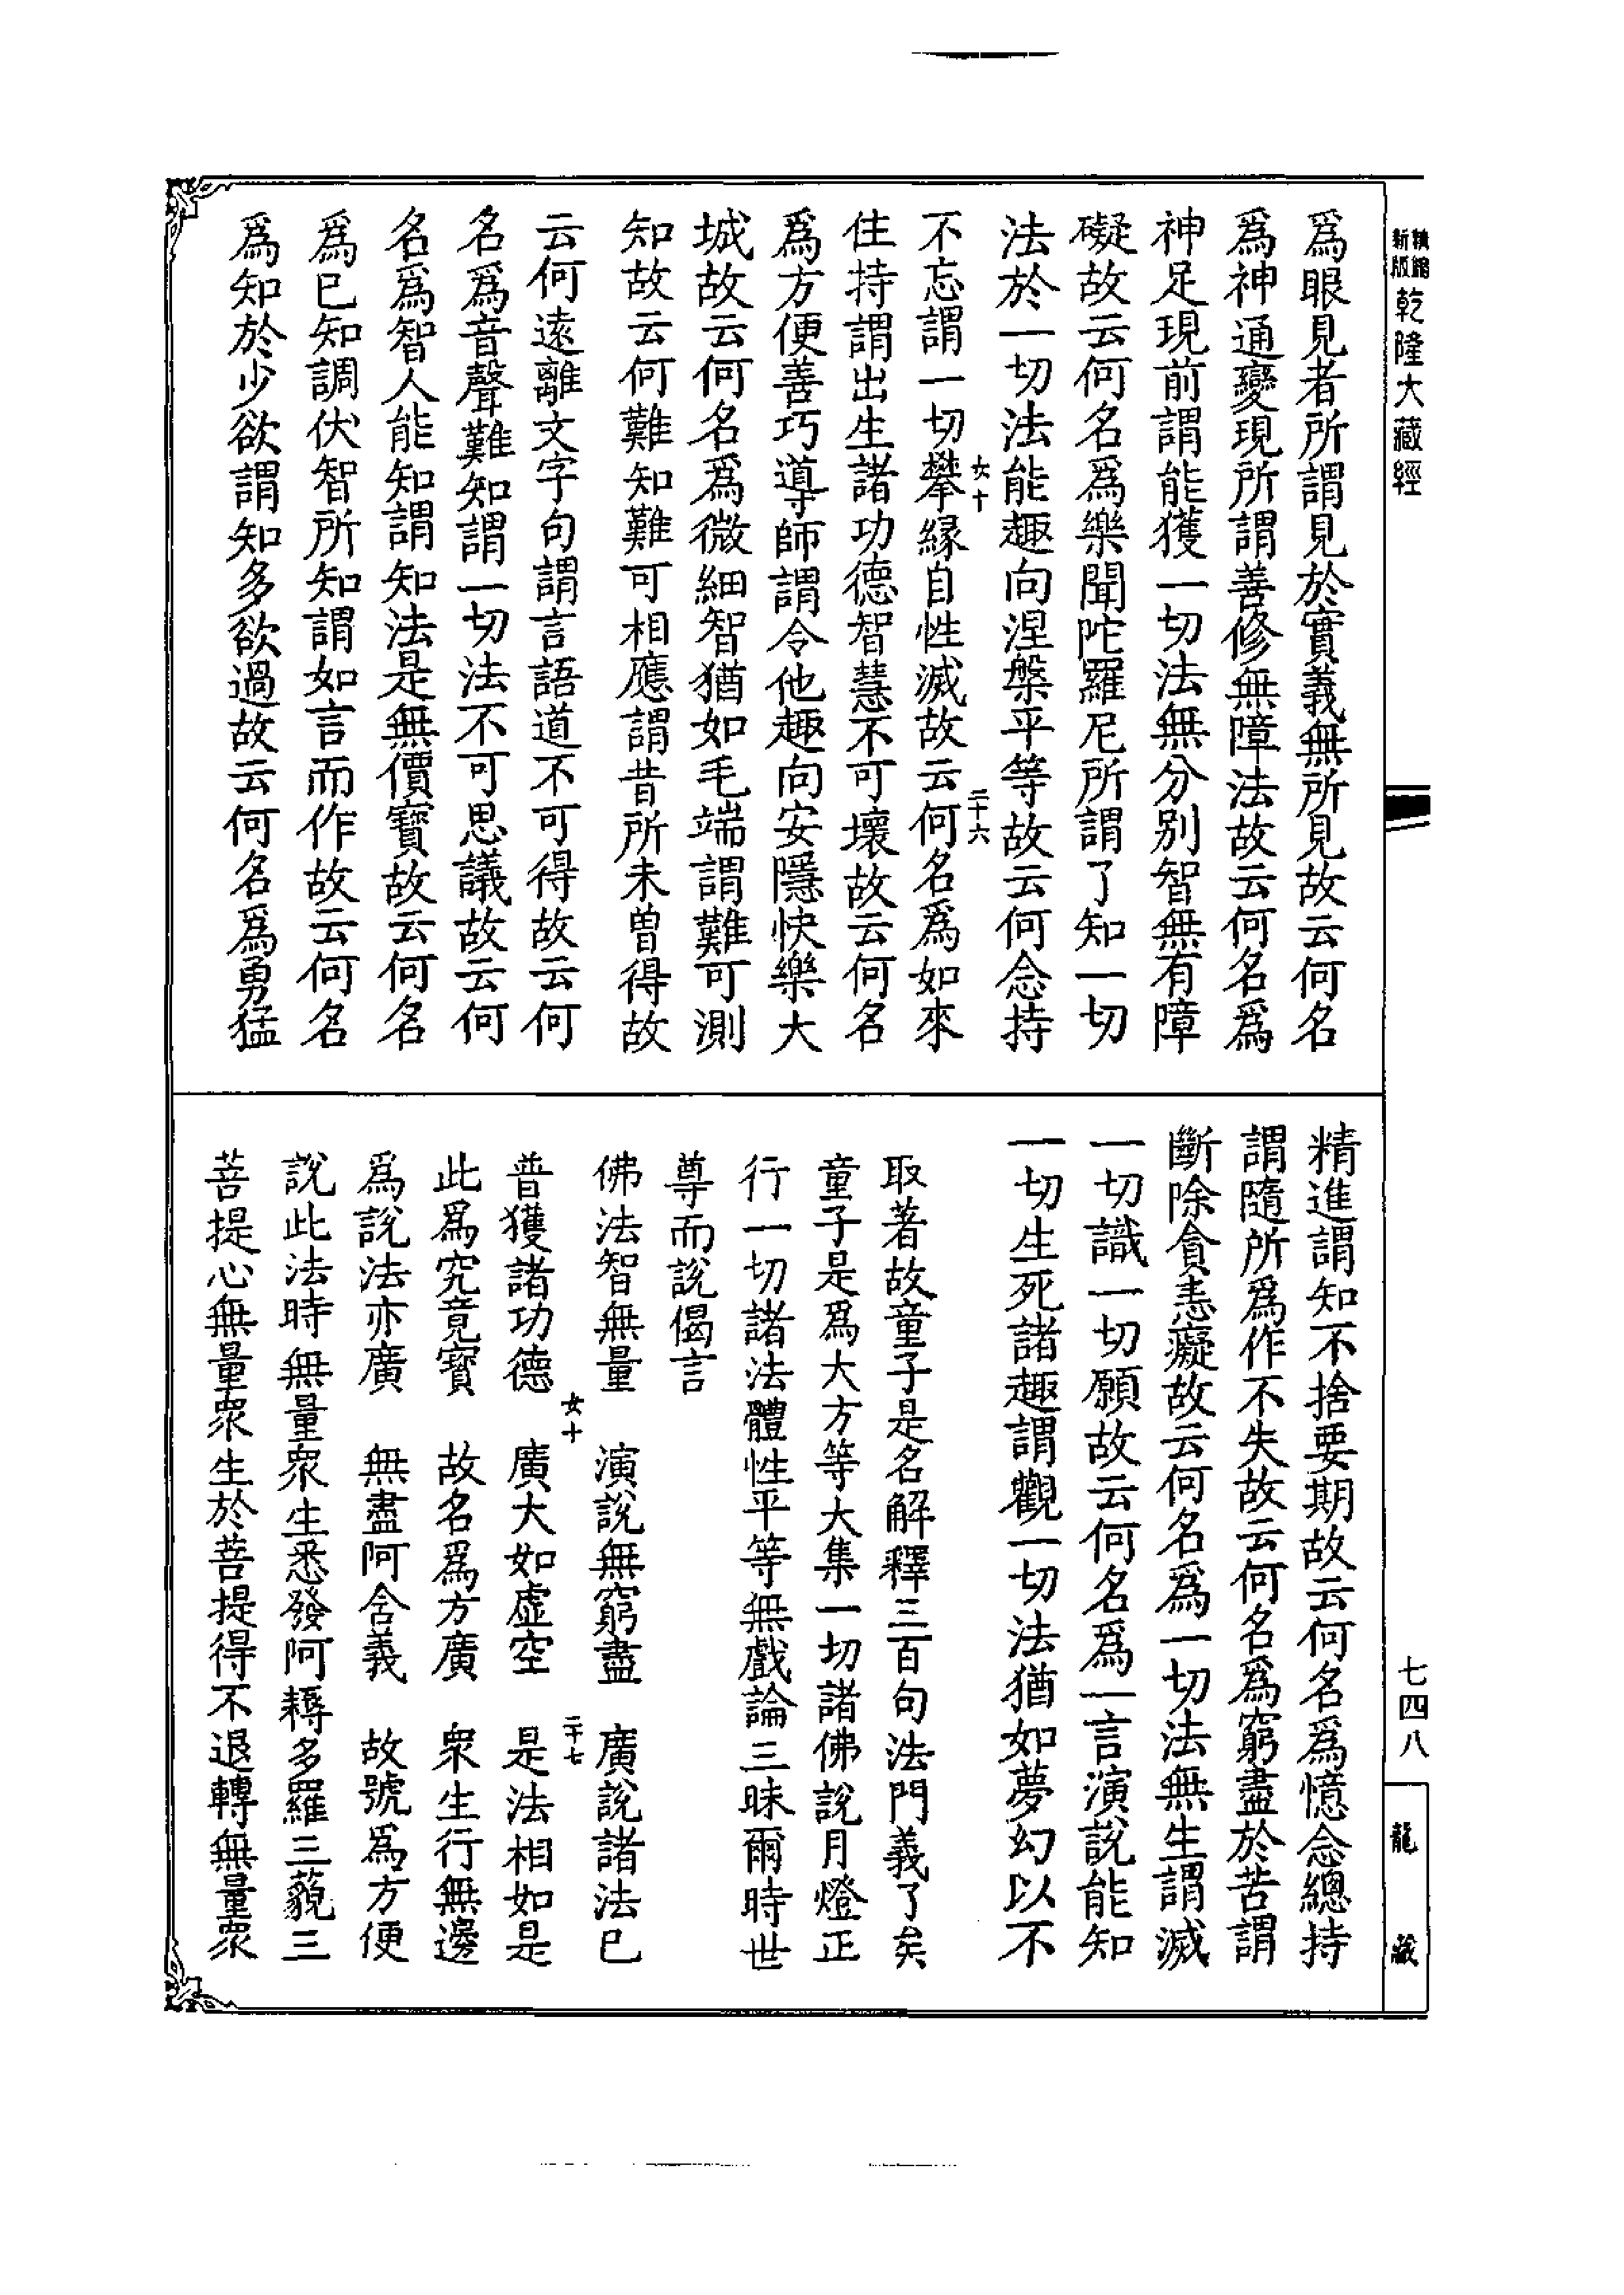 新版
縮
乾隆大藏經
七四八
龍藏
爲眼見者所謂見於實義無所見故云何名
爲神通變現所謂善修無障法故云何名爲
神足現前謂能獲一切法無分别智無有障
礙故云何名爲樂聞陀羅尼所謂了知一切
法於一切法能趣向涅槃平等故云何念持
女十
二十六
不忘謂一切攀緣自性滅故云何名爲如來
住持謂出生諸功德智慧不可壞故云何名
爲方便善巧導師謂令他趣向安隱快樂大
城故云何名爲微細智猶如毛端謂難可測
知故云何難知難可相應謂昔所未曾得故
云何遠離文字句謂言語道不可得故云何
名爲音聲難知謂一切法不可思議故云何
名爲智人能知謂知法是無價寶故云何名
爲已知調伏智所知謂如言而作故云何名
爲知於少欲謂知多欲過故云何名爲勇猛
精進謂知不捨要期故云何名爲憶念總持
謂隨所爲作不失故云何名爲窮盡於苦謂
斷除貪恚癡故云何名爲一切法無生謂滅
一切識一切願故云何名爲一言演說能知
一切生死諸趣謂觀一切法猶如夢幻以不
取著故童子是名解釋三百句法門義了矣
童子是爲大方等大集一切諸佛說月燈正
行一切諸法體性平等無戲論三昧爾時世
尊而說偈言
佛法智無量　演說無窮盡　廣說諸法已
女十
二十七
普獲諸功德　廣大如虛空　是法相如是
此爲究竟寶　故名爲方廣　衆生行無邊
爲說法亦廣　無盡阿含義　故號爲方便
說此法時無量衆生悉發阿耨多羅三藐三
菩提心無量衆生於菩提得不退轉無量衆